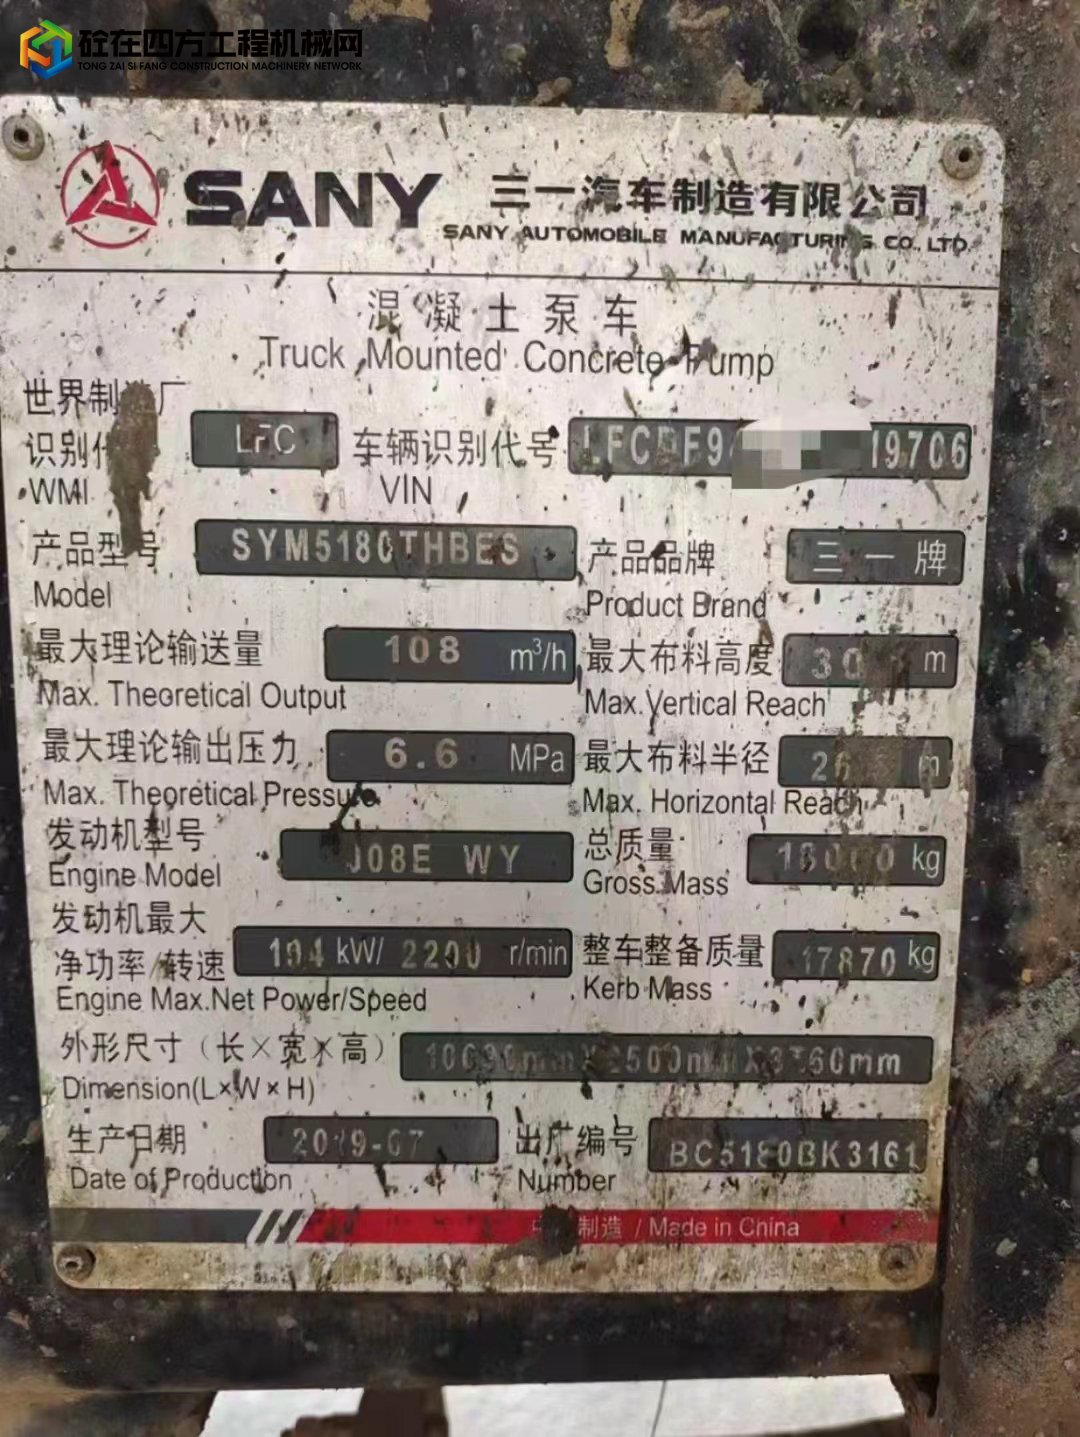 砼在四方工程机械网
TONG ZAI SI FANG CONSTRUCTION MACHINERY NETWORK
SANY 三一汽车制造有限公司
SANY AUTOMOBILE MANUFACTURING CO., LTD.
混凝土泵车
Truck Mounted Concrete Pump
世界制造厂
识别代 LFC 车辆识别代号 19706
WMI VIN
产品型号 SYM5180THBES 产品品牌 三一牌
Model Product Brand
最大理论输送量 108 m³/h 最大布料高度 m
Max. Theoretical Output Max. Vertical Reach
最大理论输出压力 6.6 MPa 最大布料半径 m
Max. Theoretical Pressure Max. Horizontal Reach
发动机型号 J08E WY 总质量 18000 kg
Engine Model Gross Mass
发动机最大
净功率/转速 194 kW/ 2200 r/min 整车整备质量 17870 kg
Engine Max.Net Power/Speed Kerb Mass
外形尺寸(长×宽×高)
Dimension(L×W×H)
生产日期 2019-07 出厂编号 BC5180BK3161
Date of Production Number
制造 / Made in China